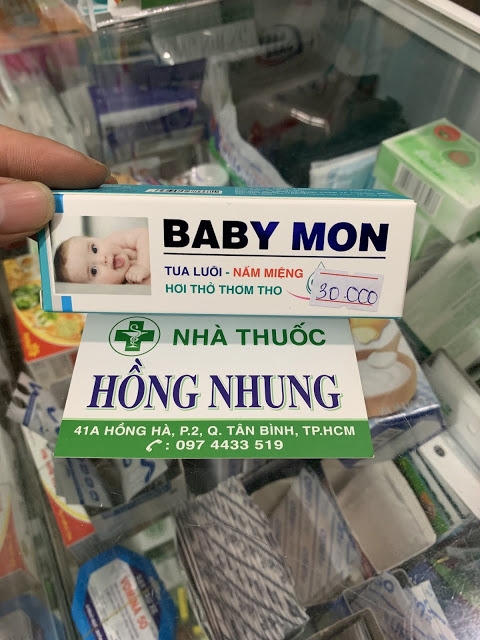 BABY MON
TUA LƯỠI - NẤM MIỆNG
HƠI THỞ THƠM THO
30.000
NHÀ THUỐC
HỒNG NHUNG
41A HỒNG HÀ, P.2, Q. TÂN BÌNH, TP.HCM
: 097 4433 519